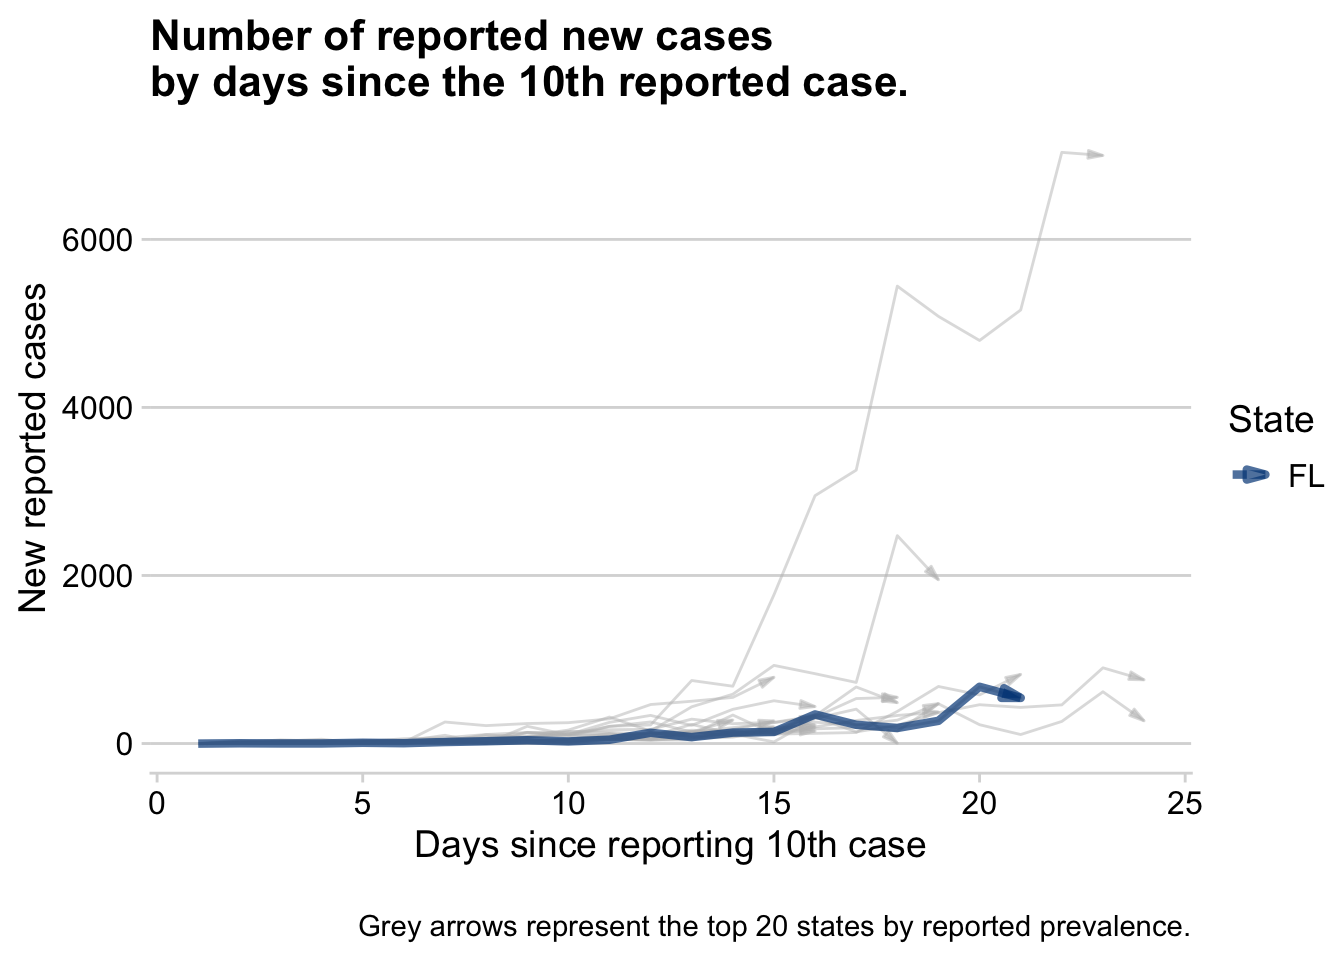 Number of reported new cases
by days since the 10th reported case.
New reported cases
6000
4000
2000
0
0 5 10 15 20 25
Days since reporting 10th case
State
FL
Grey arrows represent the top 20 states by reported prevalence.